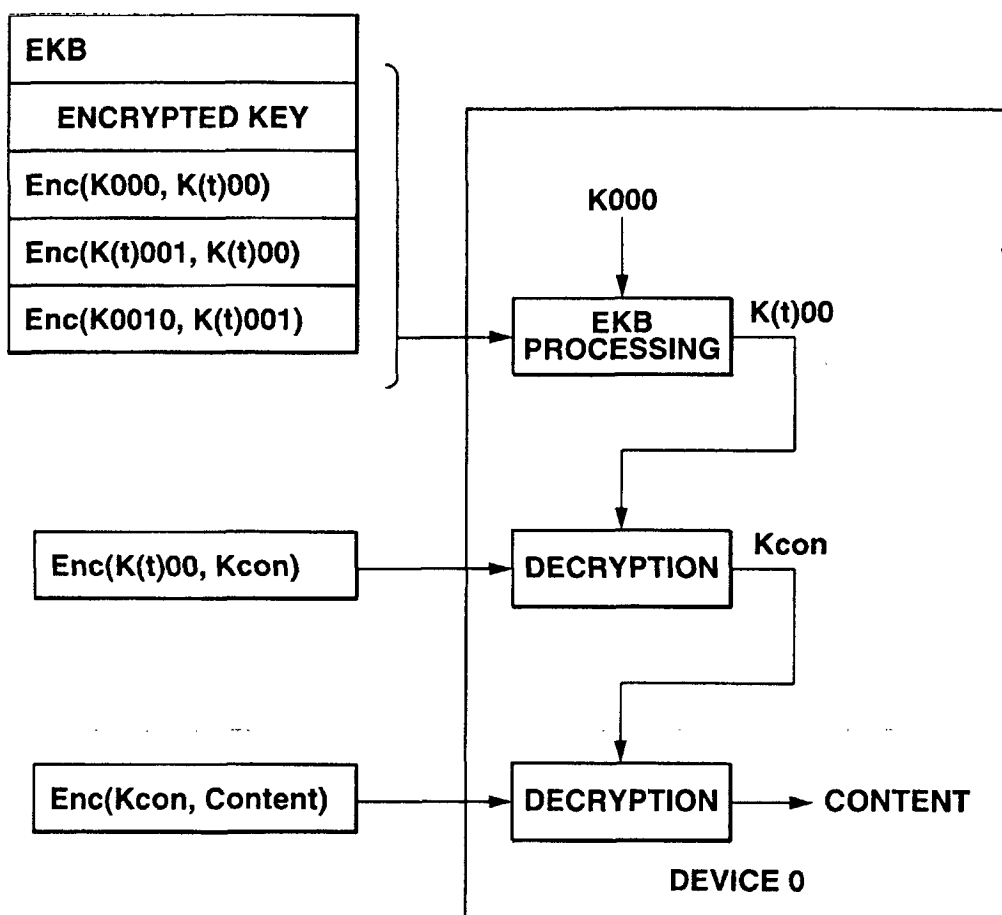 EKB
ENCRYPTED KEY
Enc(K000, K(t)00)
Enc(K(t)001, K(t)00)
Enc(K0010, K(t)001)
K000
EKB
PROCESSING
K(t)00
Enc(K(t)00, Kcon)
DECRYPTION
Kcon
Enc(Kcon, Content)
DECRYPTION
CONTENT
DEVICE 0